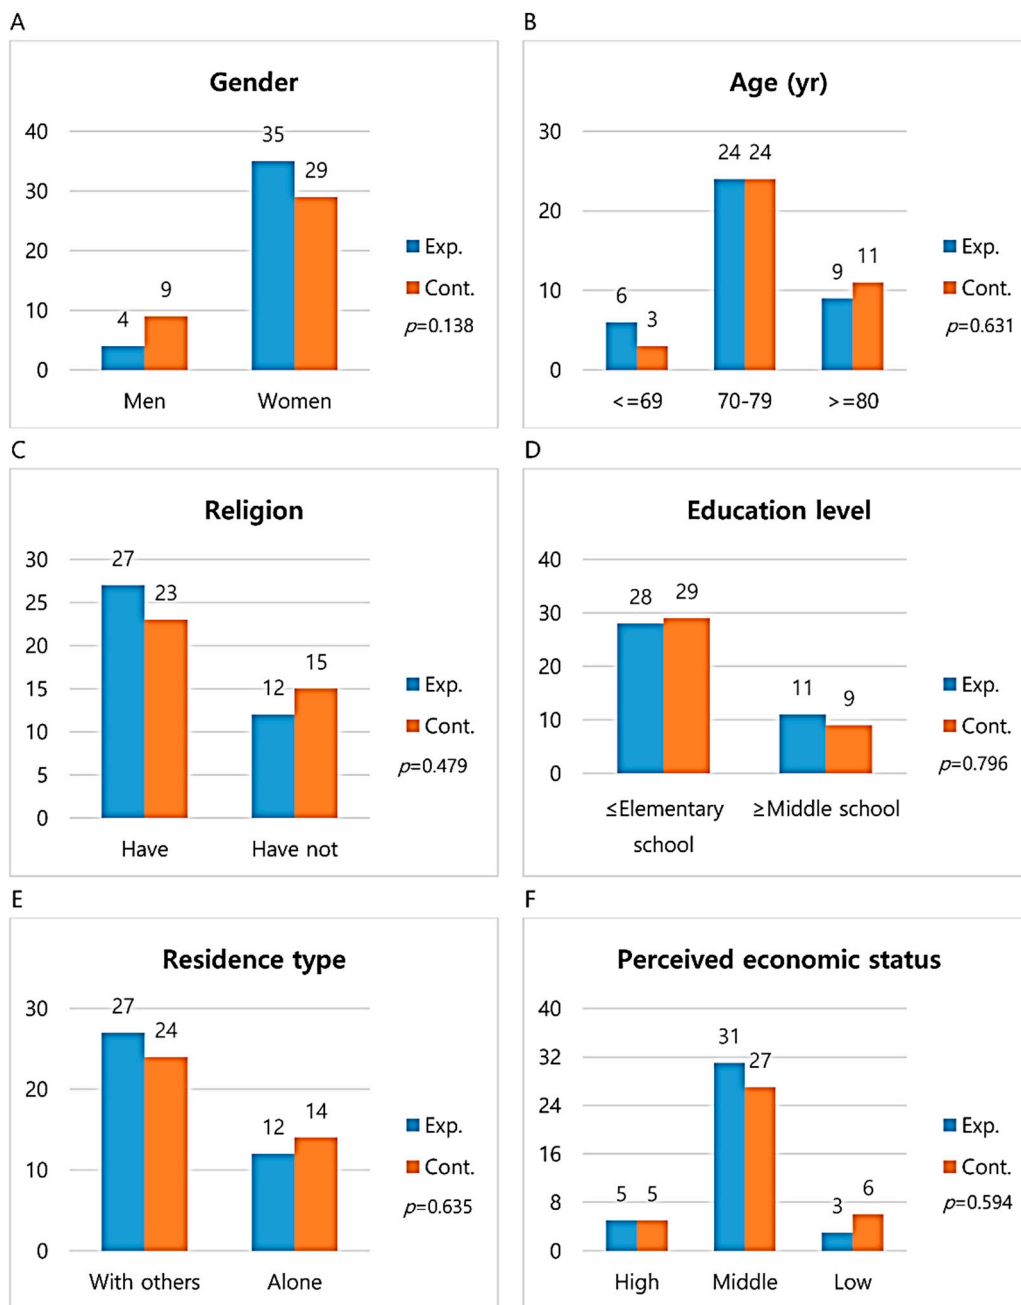 A
Gender
40
30
20
10
0
35
29
4
9
Men Women
Exp.
Cont.
p=0.138
B
Age (yr)
30
20
10
0
6
3
24 24
9
11
<=69 70-79 >=80
Exp.
Cont.
p=0.631
C
Religion
30
25
20
15
10
5
0
27
23
12
15
Have Have not
Exp.
Cont.
p=0.479
D
Education level
40
30
20
10
0
28 29
11
9
≤Elementary ≥Middle school
school
Exp.
Cont.
p=0.796
E
Residence type
30
20
10
0
27
24
12
14
With others Alone
Exp.
Cont.
p=0.635
F
Perceived economic status
40
32
24
16
8
0
5 5
31
27
3
6
High Middle Low
Exp.
Cont.
p=0.594